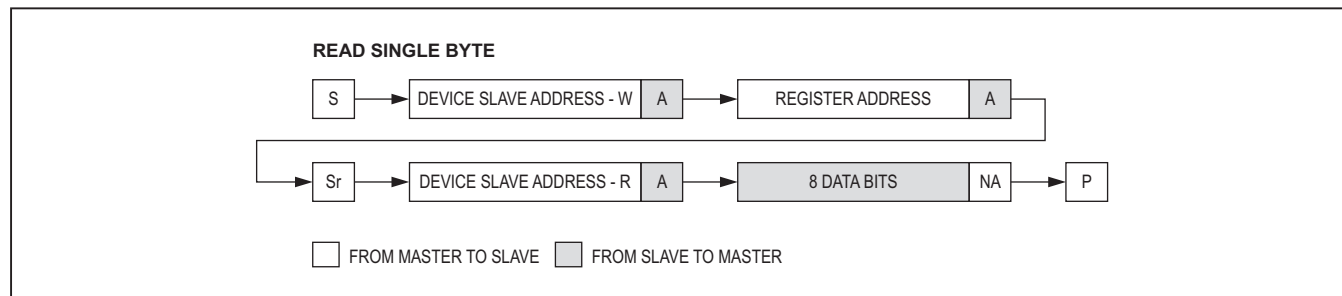 READ SINGLE BYTE
S DEVICE SLAVE ADDRESS - W A REGISTER ADDRESS A
Sr DEVICE SLAVE ADDRESS - R A 8 DATA BITS NA P
FROM MASTER TO SLAVE FROM SLAVE TO MASTER